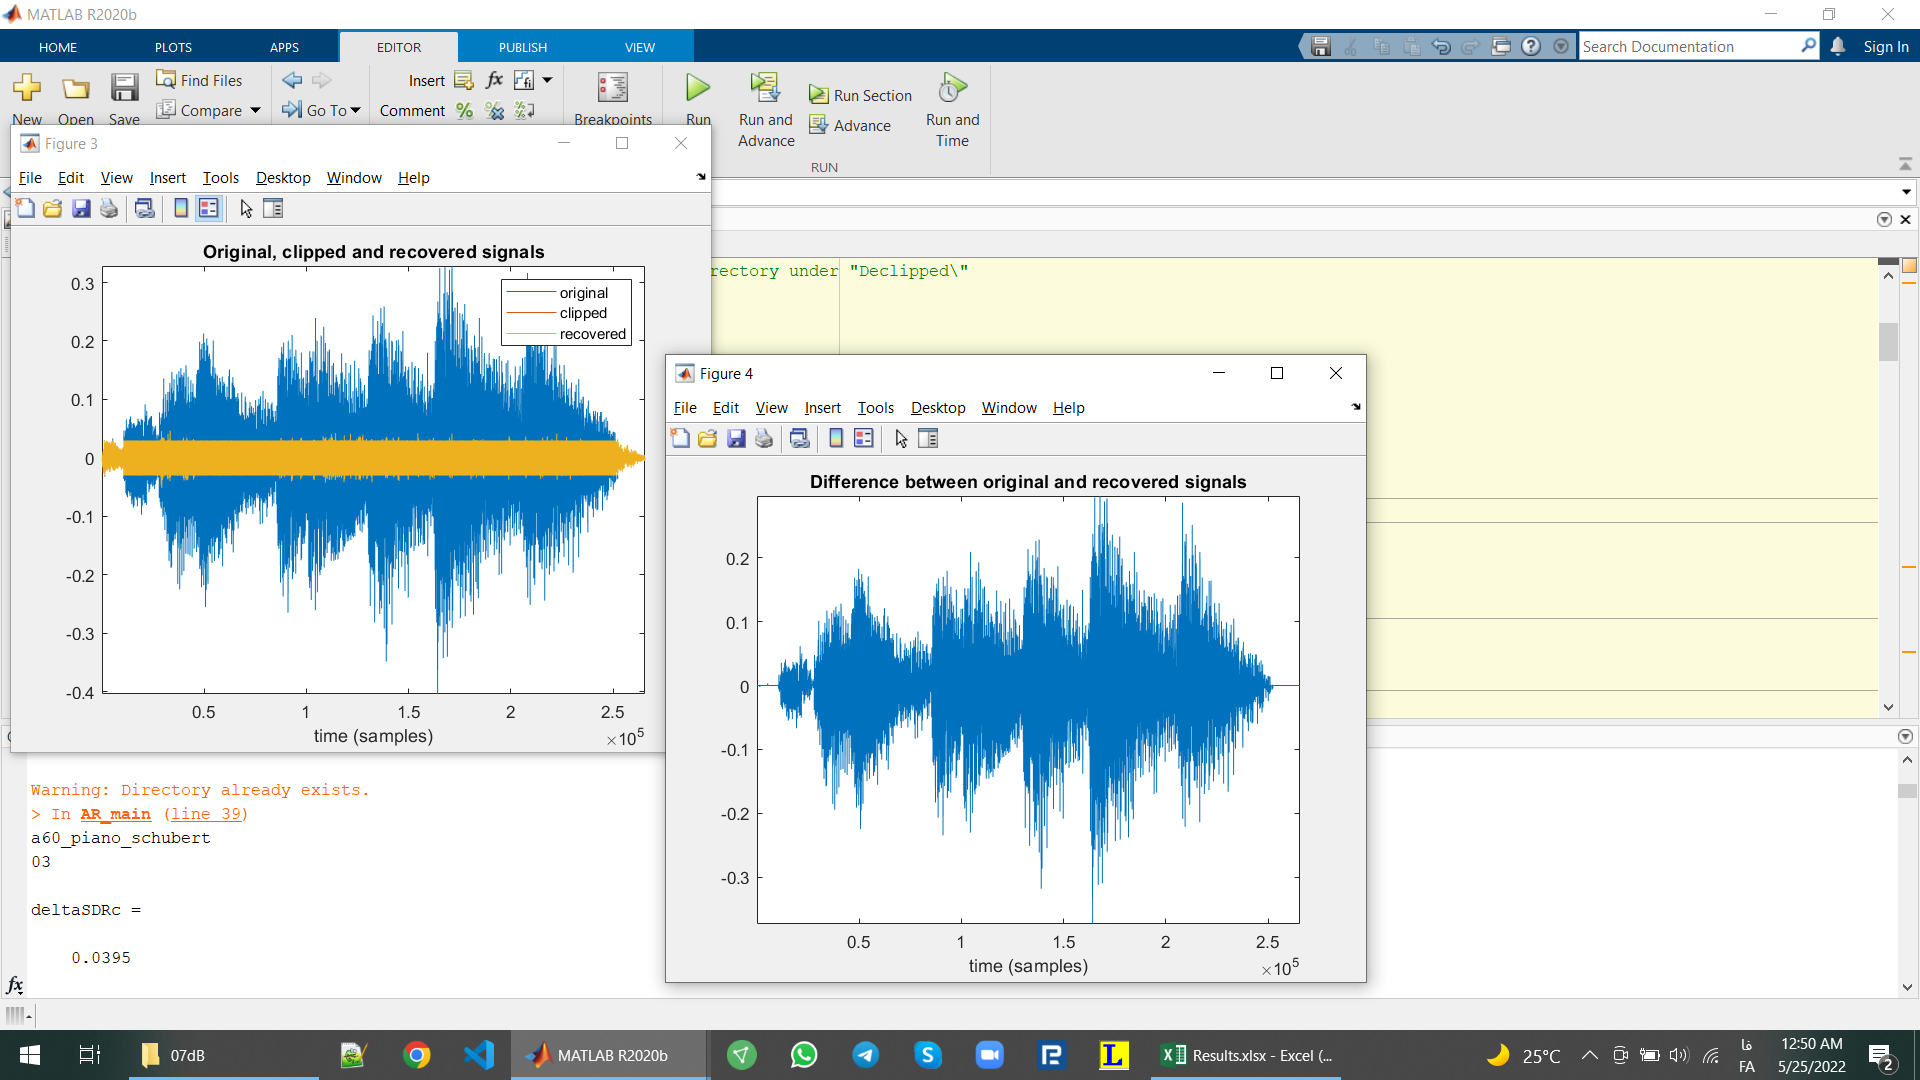 MATLAB R2020b
HOME PLOTS APPS EDITOR PUBLISH VIEW
Search Documentation
Sign In
New Open Save
Find Files
Compare
Go To
Insert
fx
fi
Comment
%
Breakpoints
Run
Run and Advance
Run Section
Advance
Run and Time
RUN
Figure 3
File Edit View Insert Tools Desktop Window Help
Original, clipped and recovered signals
original
clipped
recovered
0.3
0.2
0.1
0
-0.1
-0.2
-0.3
-0.4
0.5 1 1.5 2 2.5
time (samples)
×10^5
rectory under "Declipped\"
Figure 4
File Edit View Insert Tools Desktop Window Help
Difference between original and recovered signals
0.2
0.1
0
-0.1
-0.2
-0.3
0.5 1 1.5 2 2.5
time (samples)
×10^5
Warning: Directory already exists.
> In AR_main (line 39)
a60_piano_schubert
03
deltaSDRc =
0.0395
fx
07dB
MATLAB R2020b
Results.xlsx - Excel (...
25°C
فا
FA
12:50 AM
5/25/2022
2